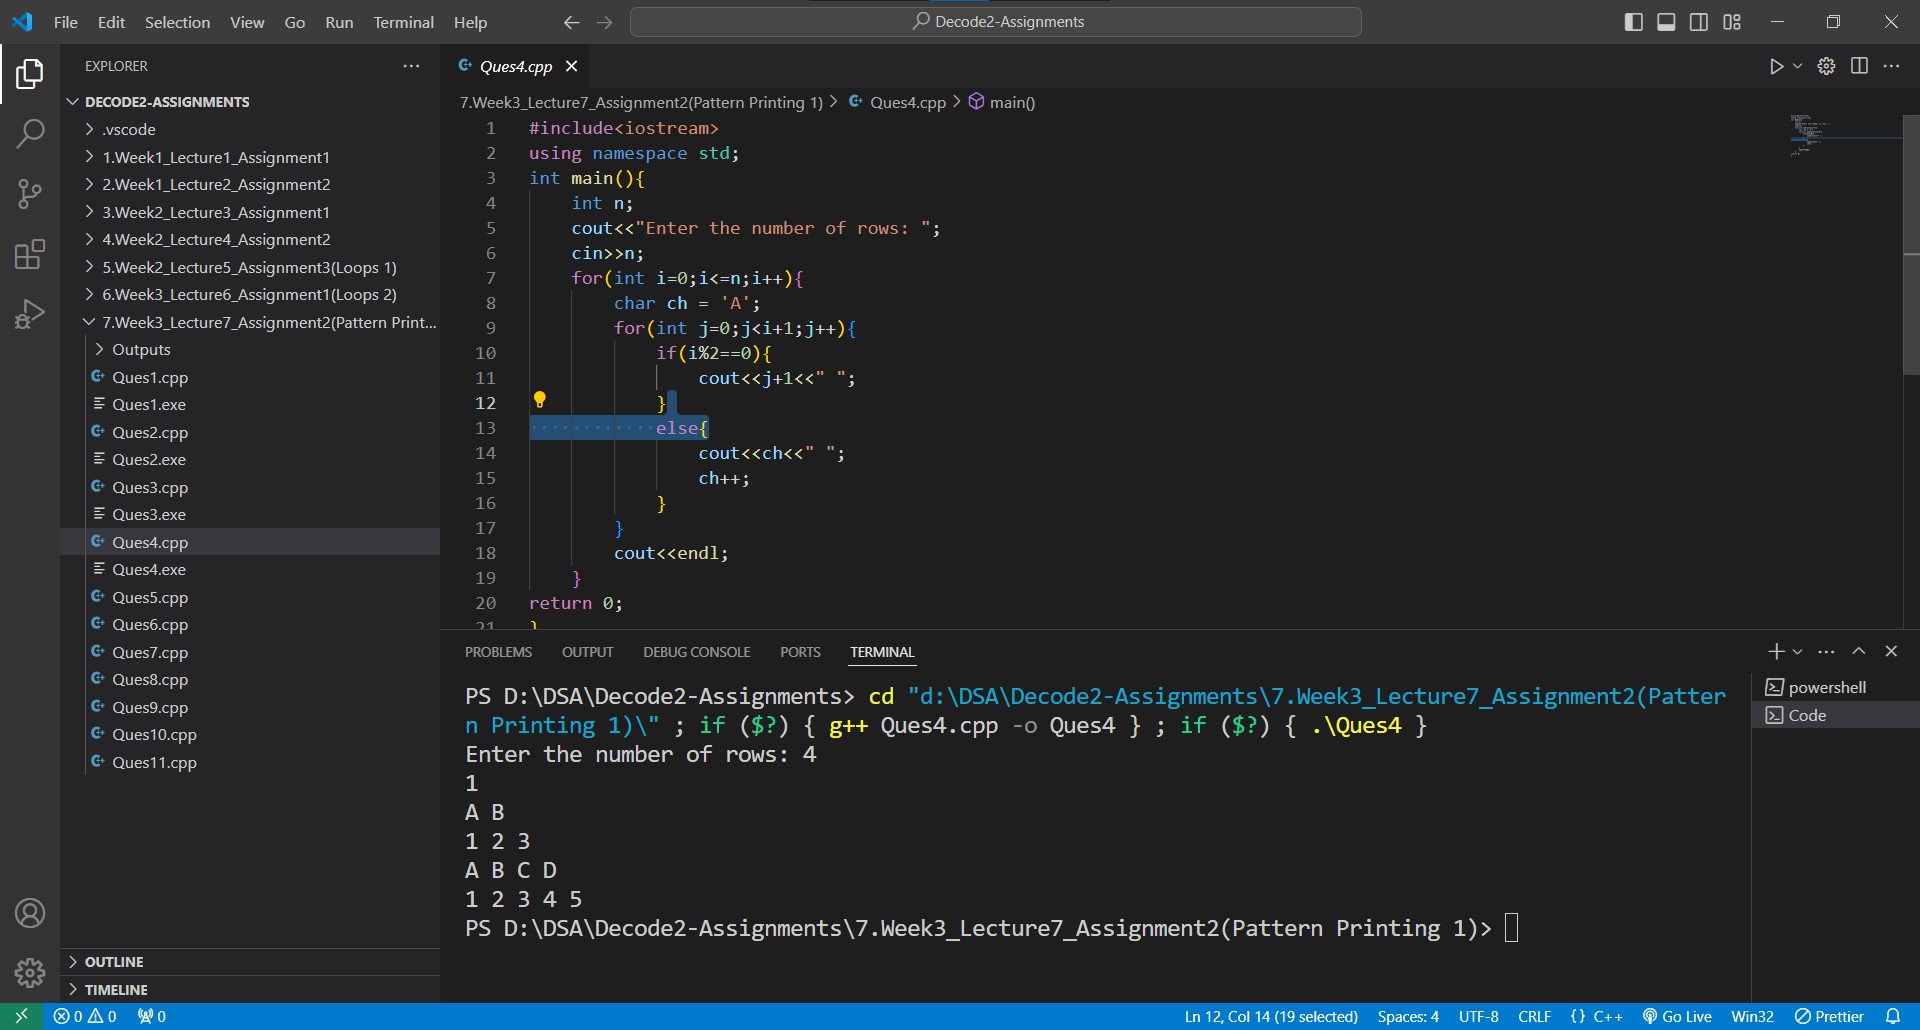 File Edit Selection View Go Run Terminal Help
Decode2-Assignments
EXPLORER
DECODE2-ASSIGNMENTS
.vscode
1.Week1_Lecture1_Assignment1
2.Week1_Lecture2_Assignment2
3.Week2_Lecture3_Assignment1
4.Week2_Lecture4_Assignment2
5.Week2_Lecture5_Assignment3(Loops 1)
6.Week3_Lecture6_Assignment1(Loops 2)
7.Week3_Lecture7_Assignment2(Pattern Print...
Outputs
Ques1.cpp
Ques1.exe
Ques2.cpp
Ques2.exe
Ques3.cpp
Ques3.exe
Ques4.cpp
Ques4.exe
Ques5.cpp
Ques6.cpp
Ques7.cpp
Ques8.cpp
Ques9.cpp
Ques10.cpp
Ques11.cpp
OUTLINE
TIMELINE
Ques4.cpp
7.Week3_Lecture7_Assignment2(Pattern Printing 1) > Ques4.cpp > main()
1 #include<iostream>
2 using namespace std;
3 int main(){
4 int n;
5 cout<<"Enter the number of rows: ";
6 cin>>n;
7 for(int i=0;i<=n;i++){
8 char ch = 'A';
9 for(int j=0;j<i+1;j++){
10 if(i%2==0){
11 cout<<j+1<<" ";
12 }
13 else{
14 cout<<ch<<" ";
15 ch++;
16 }
17 }
18 cout<<endl;
19 }
20 return 0;
21 }
PROBLEMS OUTPUT DEBUG CONSOLE PORTS TERMINAL
PS D:\DSA\Decode2-Assignments> cd "d:\DSA\Decode2-Assignments\7.Week3_Lecture7_Assignment2(Patter
n Printing 1)\" ; if ($?) { g++ Ques4.cpp -o Ques4 } ; if ($?) { .\Ques4 }
Enter the number of rows: 4
1
A B
1 2 3
A B C D
1 2 3 4 5
PS D:\DSA\Decode2-Assignments\7.Week3_Lecture7_Assignment2(Pattern Printing 1)>
powershell
Code
0 0 0 Ln 12, Col 14 (19 selected) Spaces: 4 UTF-8 CRLF {} C++ Go Live Win32 Prettier